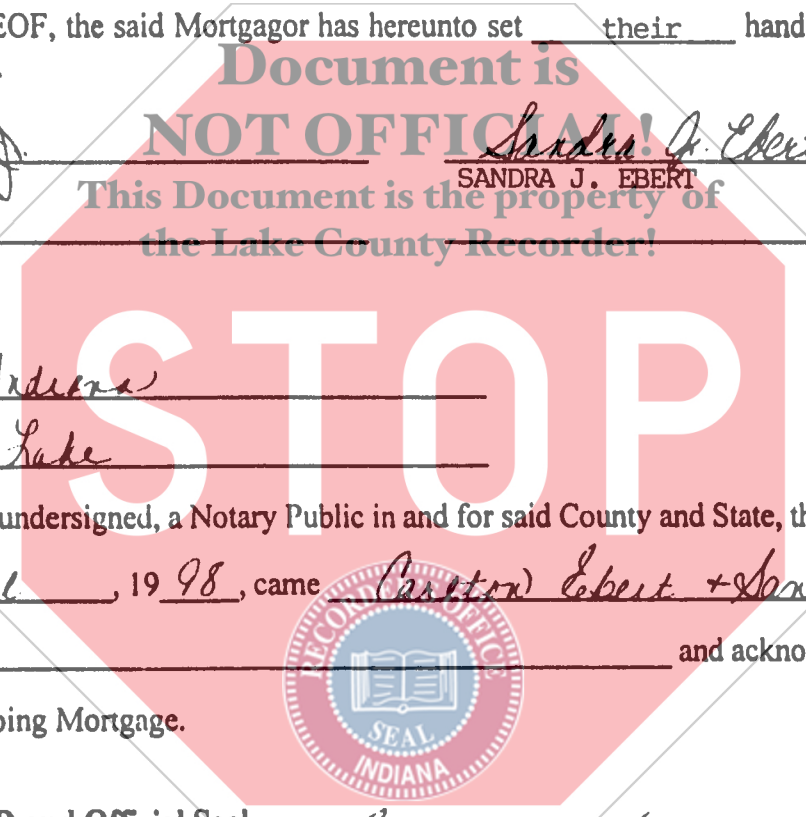 EOF, the said Mortgagor has hereunto set their hand
Document is
NOT OFFICIAL!
Sandra J. Ebert
SANDRA J. EBERT
This Document is the property of
the Lake County Recorder!
STOP
Indiana
Lake
undersigned, a Notary Public in and for said County and State, th
, 19 98, came Carlton Ebert + San
and ackno
oing Mortgage.
RECORDER'S OFFICE
SEAL
INDIANA